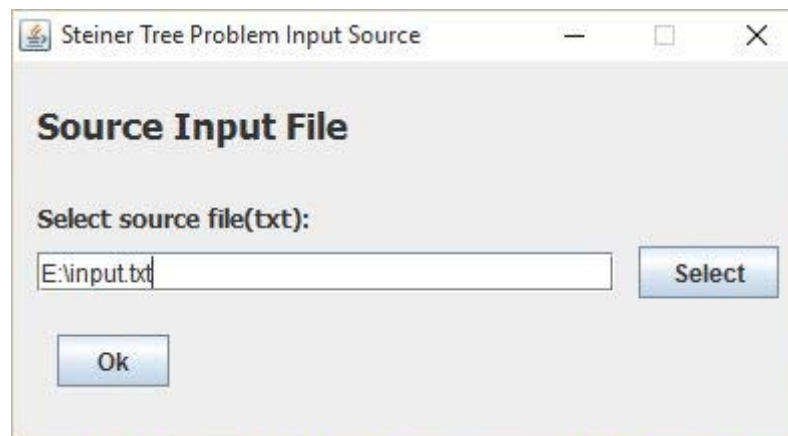 Steiner Tree Problem Input Source
Source Input File
Select source file(txt):
E:\input.txt
Select
Ok